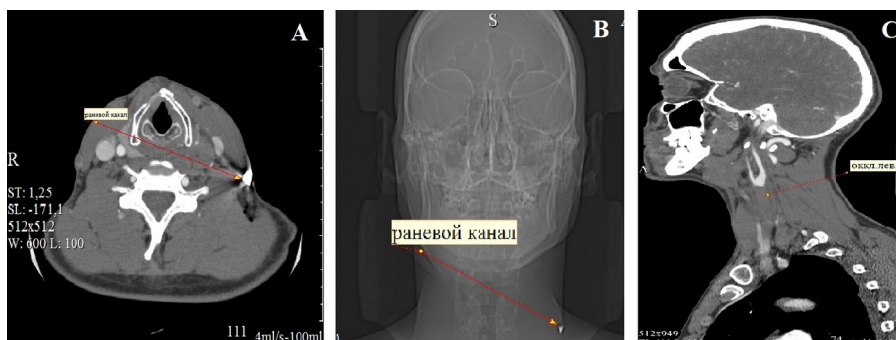 A
раневой канал
R
ST: 1,25
SL: -171,1
512x512
W: 600 L: 100
111
4ml/s-100ml
S
B
раневой канал
C
оккл.лев.
512x949